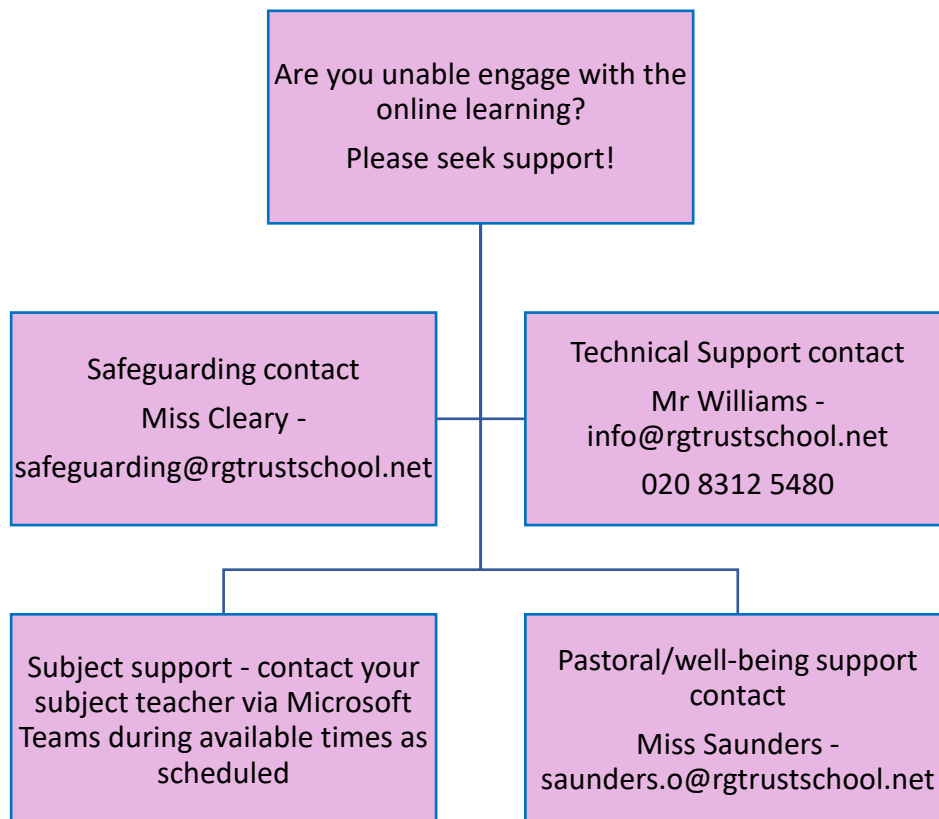 Are you unable engage with the
online learning?
Please seek support!
Safeguarding contact
Miss Cleary -
safeguarding@rgtrustschool.net
Technical Support contact
Mr Williams -
info@rgtrustschool.net
020 8312 5480
Subject support - contact your
subject teacher via Microsoft
Teams during available times as
scheduled
Pastoral/well-being support
contact
Miss Saunders -
saunders.o@rgtrustschool.net